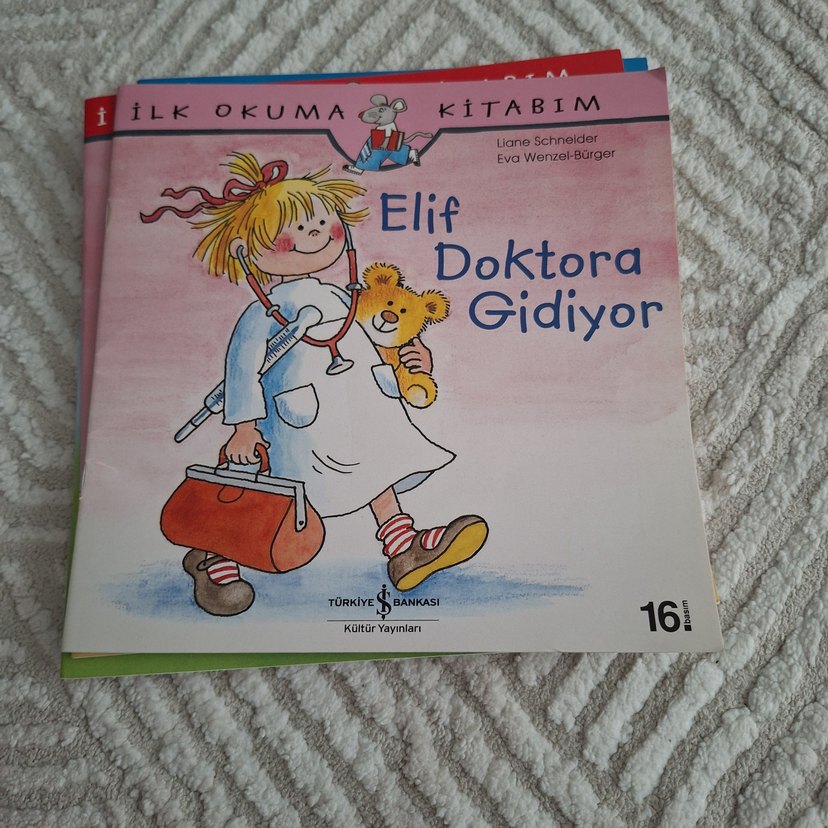 İLK OKUMA KİTABIM
Liane Schneider
Eva Wenzel-Bürger
Elif
Doktora
Gidiyor
TÜRKİYE İŞ BANKASI
Kültür Yayınları
16.
basım